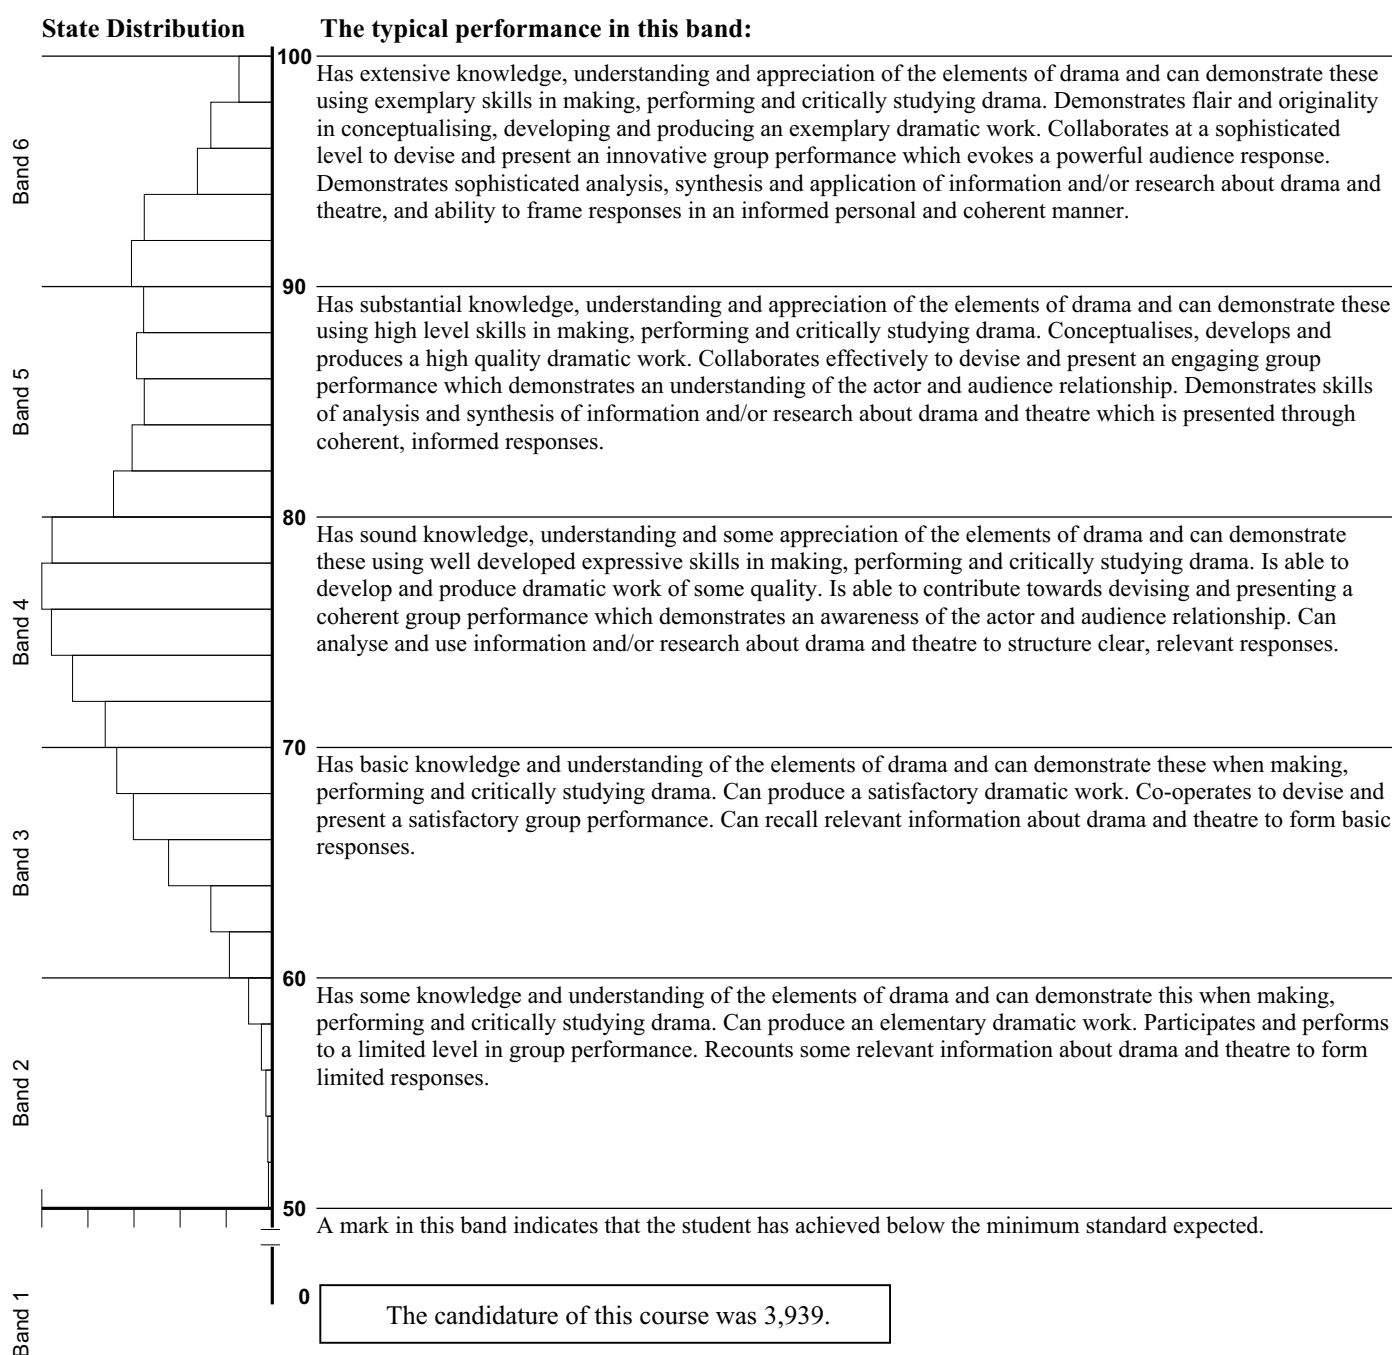 State Distribution
The typical performance in this band:
100
Band 6
Has extensive knowledge, understanding and appreciation of the elements of drama and can demonstrate these
using exemplary skills in making, performing and critically studying drama. Demonstrates flair and originality
in conceptualising, developing and producing an exemplary dramatic work. Collaborates at a sophisticated
level to devise and present an innovative group performance which evokes a powerful audience response.
Demonstrates sophisticated analysis, synthesis and application of information and/or research about drama and
theatre, and ability to frame responses in an informed personal and coherent manner.
90
Band 5
Has substantial knowledge, understanding and appreciation of the elements of drama and can demonstrate these
using high level skills in making, performing and critically studying drama. Conceptualises, develops and
produces a high quality dramatic work. Collaborates effectively to devise and present an engaging group
performance which demonstrates an understanding of the actor and audience relationship. Demonstrates skills
of analysis and synthesis of information and/or research about drama and theatre which is presented through
coherent, informed responses.
80
Band 4
Has sound knowledge, understanding and some appreciation of the elements of drama and can demonstrate
these using well developed expressive skills in making, performing and critically studying drama. Is able to
develop and produce dramatic work of some quality. Is able to contribute towards devising and presenting a
coherent group performance which demonstrates an awareness of the actor and audience relationship. Can
analyse and use information and/or research about drama and theatre to structure clear, relevant responses.
70
Band 3
Has basic knowledge and understanding of the elements of drama and can demonstrate these when making,
performing and critically studying drama. Can produce a satisfactory dramatic work. Co-operates to devise and
present a satisfactory group performance. Can recall relevant information about drama and theatre to form basic
responses.
60
Band 2
Has some knowledge and understanding of the elements of drama and can demonstrate this when making,
performing and critically studying drama. Can produce an elementary dramatic work. Participates and performs
to a limited level in group performance. Recounts some relevant information about drama and theatre to form
limited responses.
50
A mark in this band indicates that the student has achieved below the minimum standard expected.
Band 1
0
The candidature of this course was 3,939.